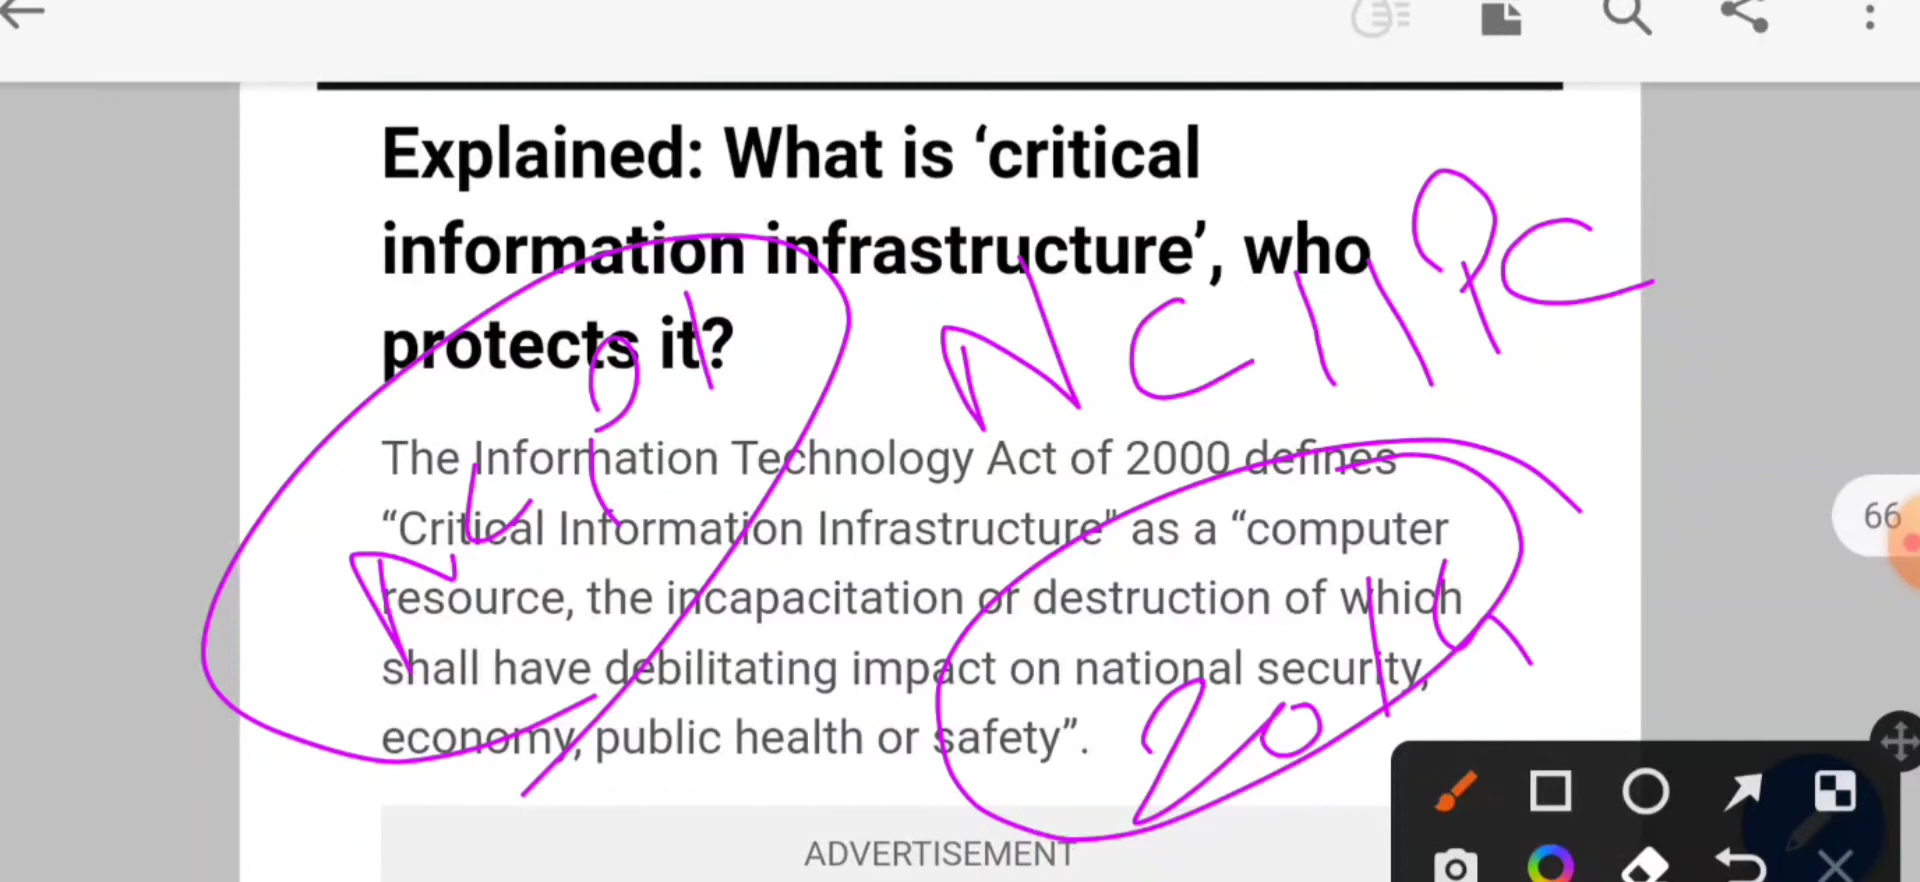 Explained: What is ‘critical
information infrastructure’, who
protects it?
NCIIPC
NCPI
The Information Technology Act of 2000 defines
“Critical Information Infrastructure" as a “computer
resource, the incapacitation or destruction of which
shall have debilitating impact on national security,
economy, public health or safety”.
2014
ADVERTISEMENT
66